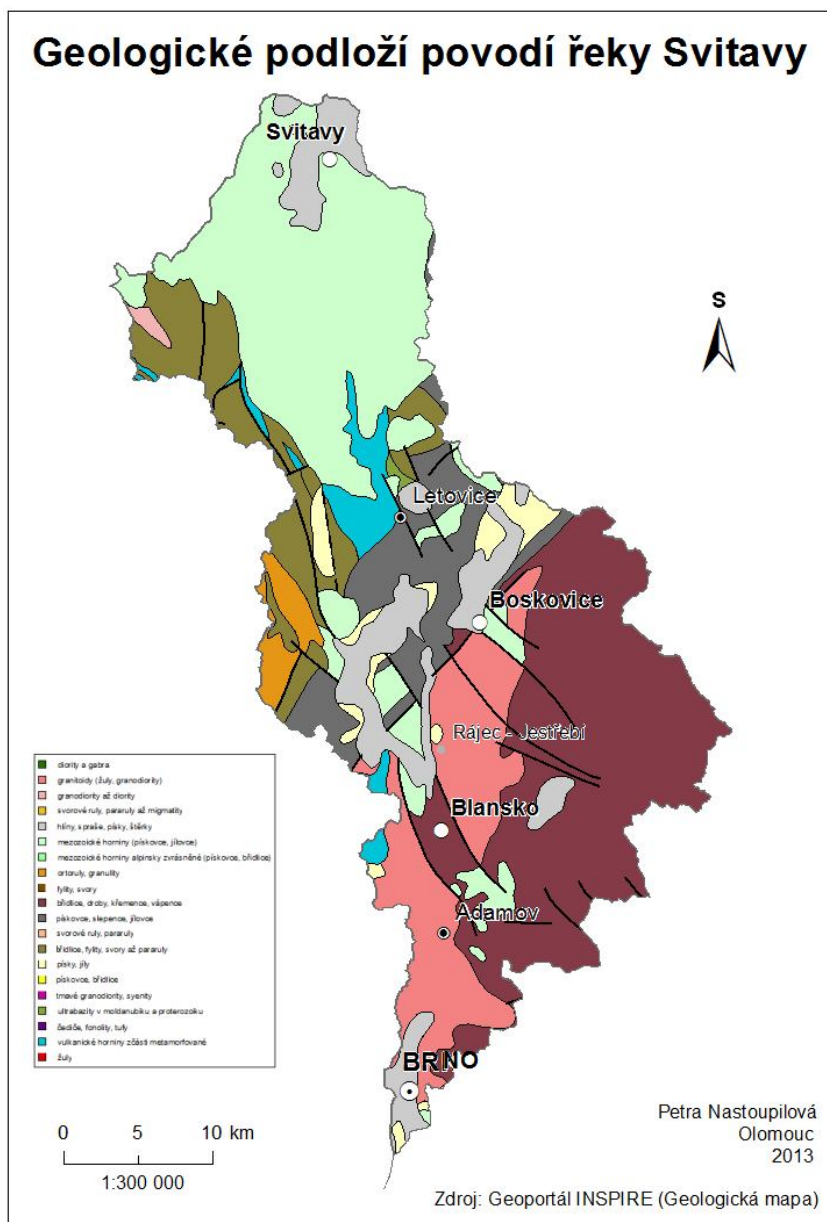 Geologické podloží povodí řeky Svitavy
Svitavy
S
Letovice
Boskovice
Rájec - Jestřebí
Blansko
Adamov
BRNO
diority a gabra
granitoidy (žuly, granodiority)
granodiority až diority
svorové ruly, pararuly až migmatity
hlíny, spraše, písky, štěrky
mezozoické horniny (pískovce, jílovce)
mezozoické horniny alpinsky zvrásněné (pískovce, břidlice)
ortoruly, granulity
fylity, svory
břidlice, droby, křemence, vápence
pískovce, slepence, jílovce
svorové ruly, pararuly
břidlice, fylity, svory až pararuly
písky, jíly
pískovce, břidlice
tmavé granodiority, syenity
ultrabazity v moldanubiku a proterozoiku
čediče, fonolity, tufy
vulkanické horniny zčásti metamorfované
žuly
0 5 10 km
1:300 000
Petra Nastoupilová
Olomouc
2013
Zdroj: Geoportál INSPIRE (Geologická mapa)